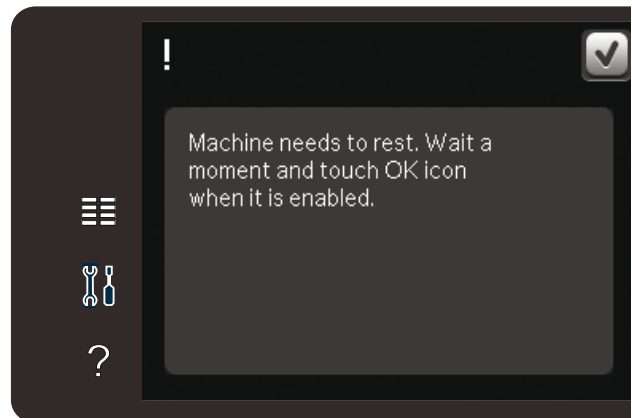 !
Machine needs to rest. Wait a
moment and touch OK icon
when it is enabled.
?